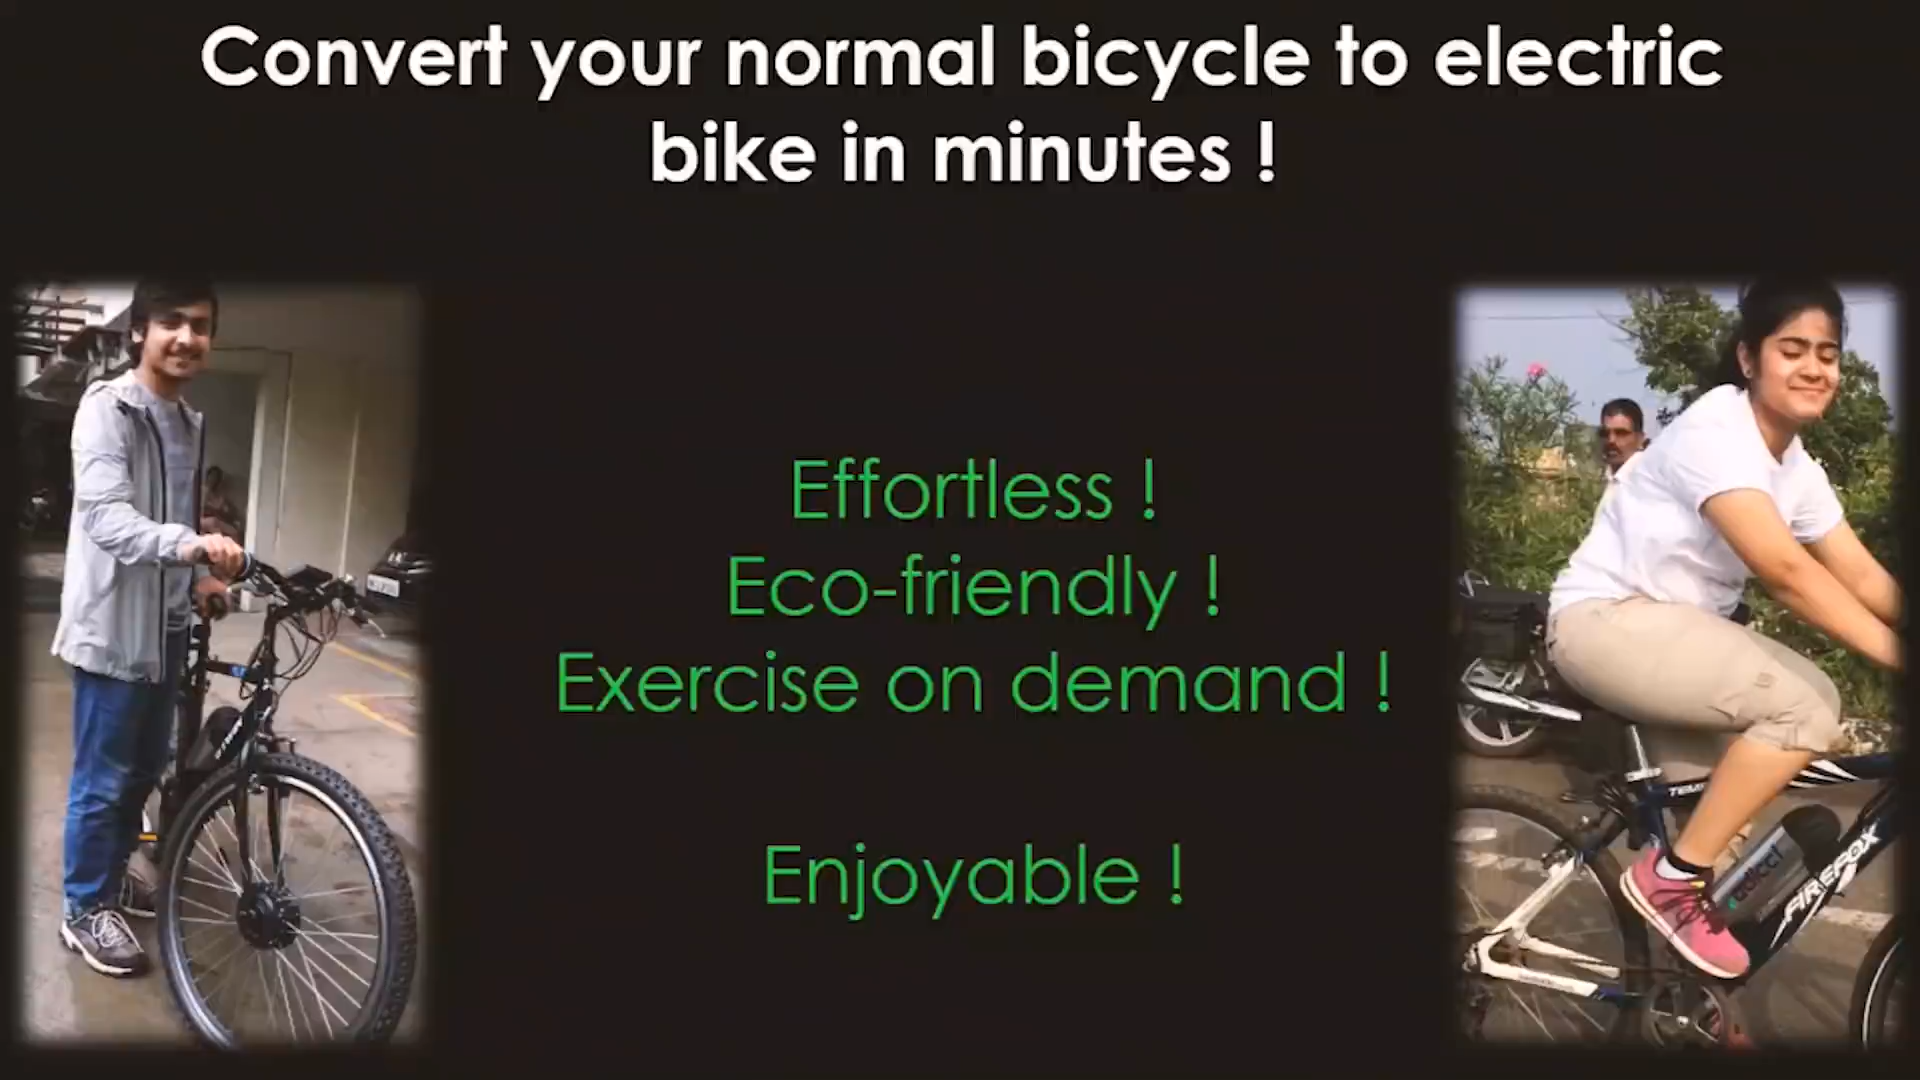 Convert your normal bicycle to electric
bike in minutes !
Effortless !
Eco-friendly !
Exercise on demand !
Enjoyable !
FIREFOX